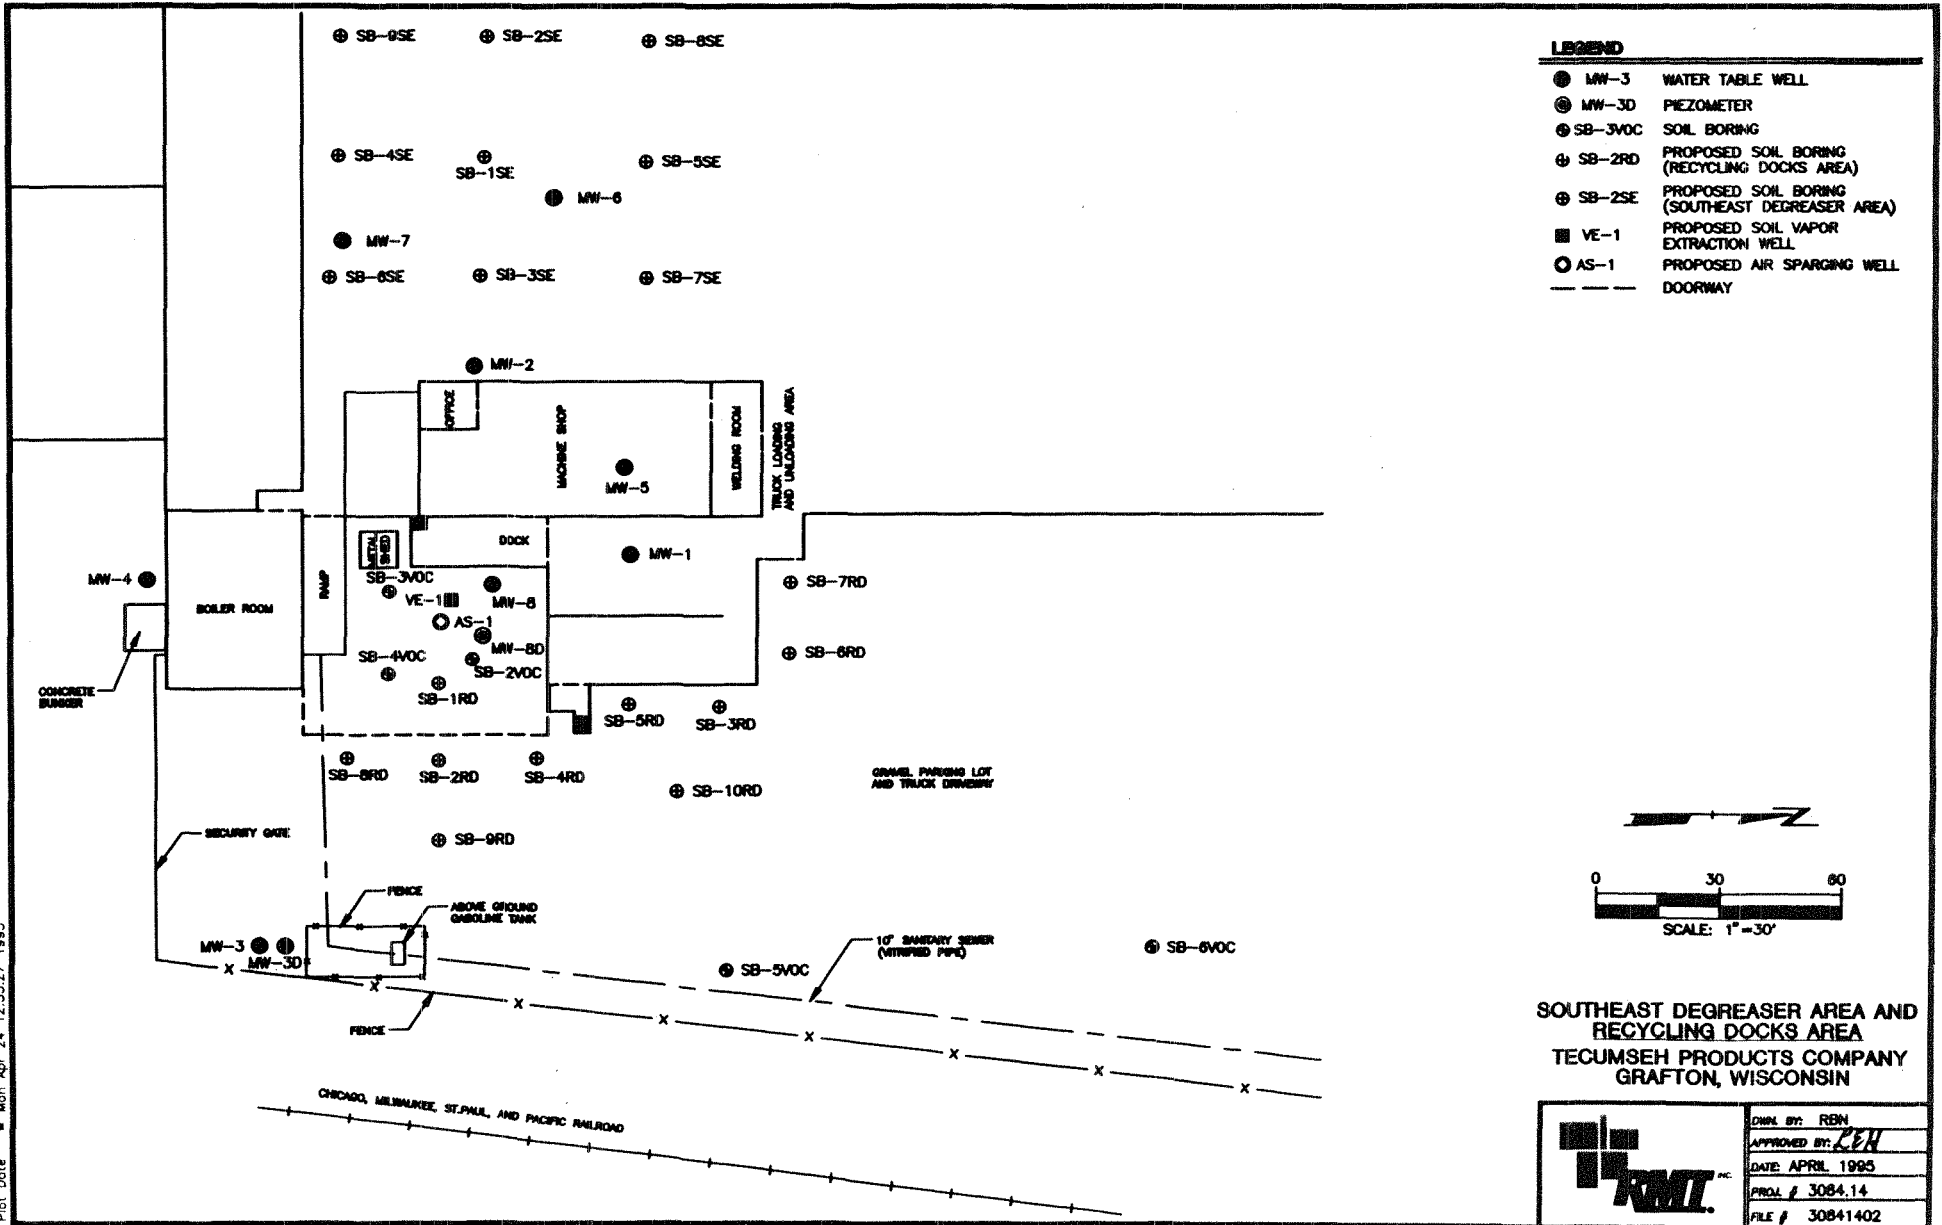 SB-9SE
SB-2SE
SB-8SE
SB-4SE
SB-1SE
SB-5SE
MW-6
MW-7
SB-6SE
SB-3SE
SB-7SE
MW-2
OFFICE
MACHINE SHOP
WELDING ROOM
TRUCK LOADING
AND UNLOADING AREA
MW-5
METAL
SHED
DOCK
MW-1
MW-4
BOILER ROOM
RAMP
SB-3VOC
VE-1
MW-8
AS-1
MW-8D
SB-4VOC
SB-2VOC
SB-1RD
SB-7RD
SB-6RD
SB-5RD
SB-3RD
CONCRETE
BUNKER
SB-8RD
SB-2RD
SB-4RD
SB-10RD
GRAVEL PARKING LOT
AND TRUCK DRIVEWAY
SECURITY GATE
SB-9RD
FENCE
ABOVE GROUND
GASOLINE TANK
MW-3
MW-3D
10" SANITARY SEWER
(VITRIFIED PIPE)
SB-5VOC
SB-6VOC
FENCE
CHICAGO, MILWAUKEE, ST.PAUL, AND PACIFIC RAILROAD
LEGEND
MW-3 WATER TABLE WELL
MW-3D PIEZOMETER
SB-3VOC SOIL BORING
SB-2RD PROPOSED SOIL BORING
(RECYCLING DOCKS AREA)
SB-2SE PROPOSED SOIL BORING
(SOUTHEAST DEGREASER AREA)
VE-1 PROPOSED SOIL VAPOR
EXTRACTION WELL
AS-1 PROPOSED AIR SPARGING WELL
DOORWAY
0 30 60
SCALE: 1"=30'
SOUTHEAST DEGREASER AREA AND
RECYCLING DOCKS AREA
TECUMSEH PRODUCTS COMPANY
GRAFTON, WISCONSIN
RMT INC.
DWN. BY: RBN
APPROVED BY: LEH
DATE: APRIL 1995
PROJ. # 3084.14
FILE # 30841402
Plot Date = Mon Apr 24 1995